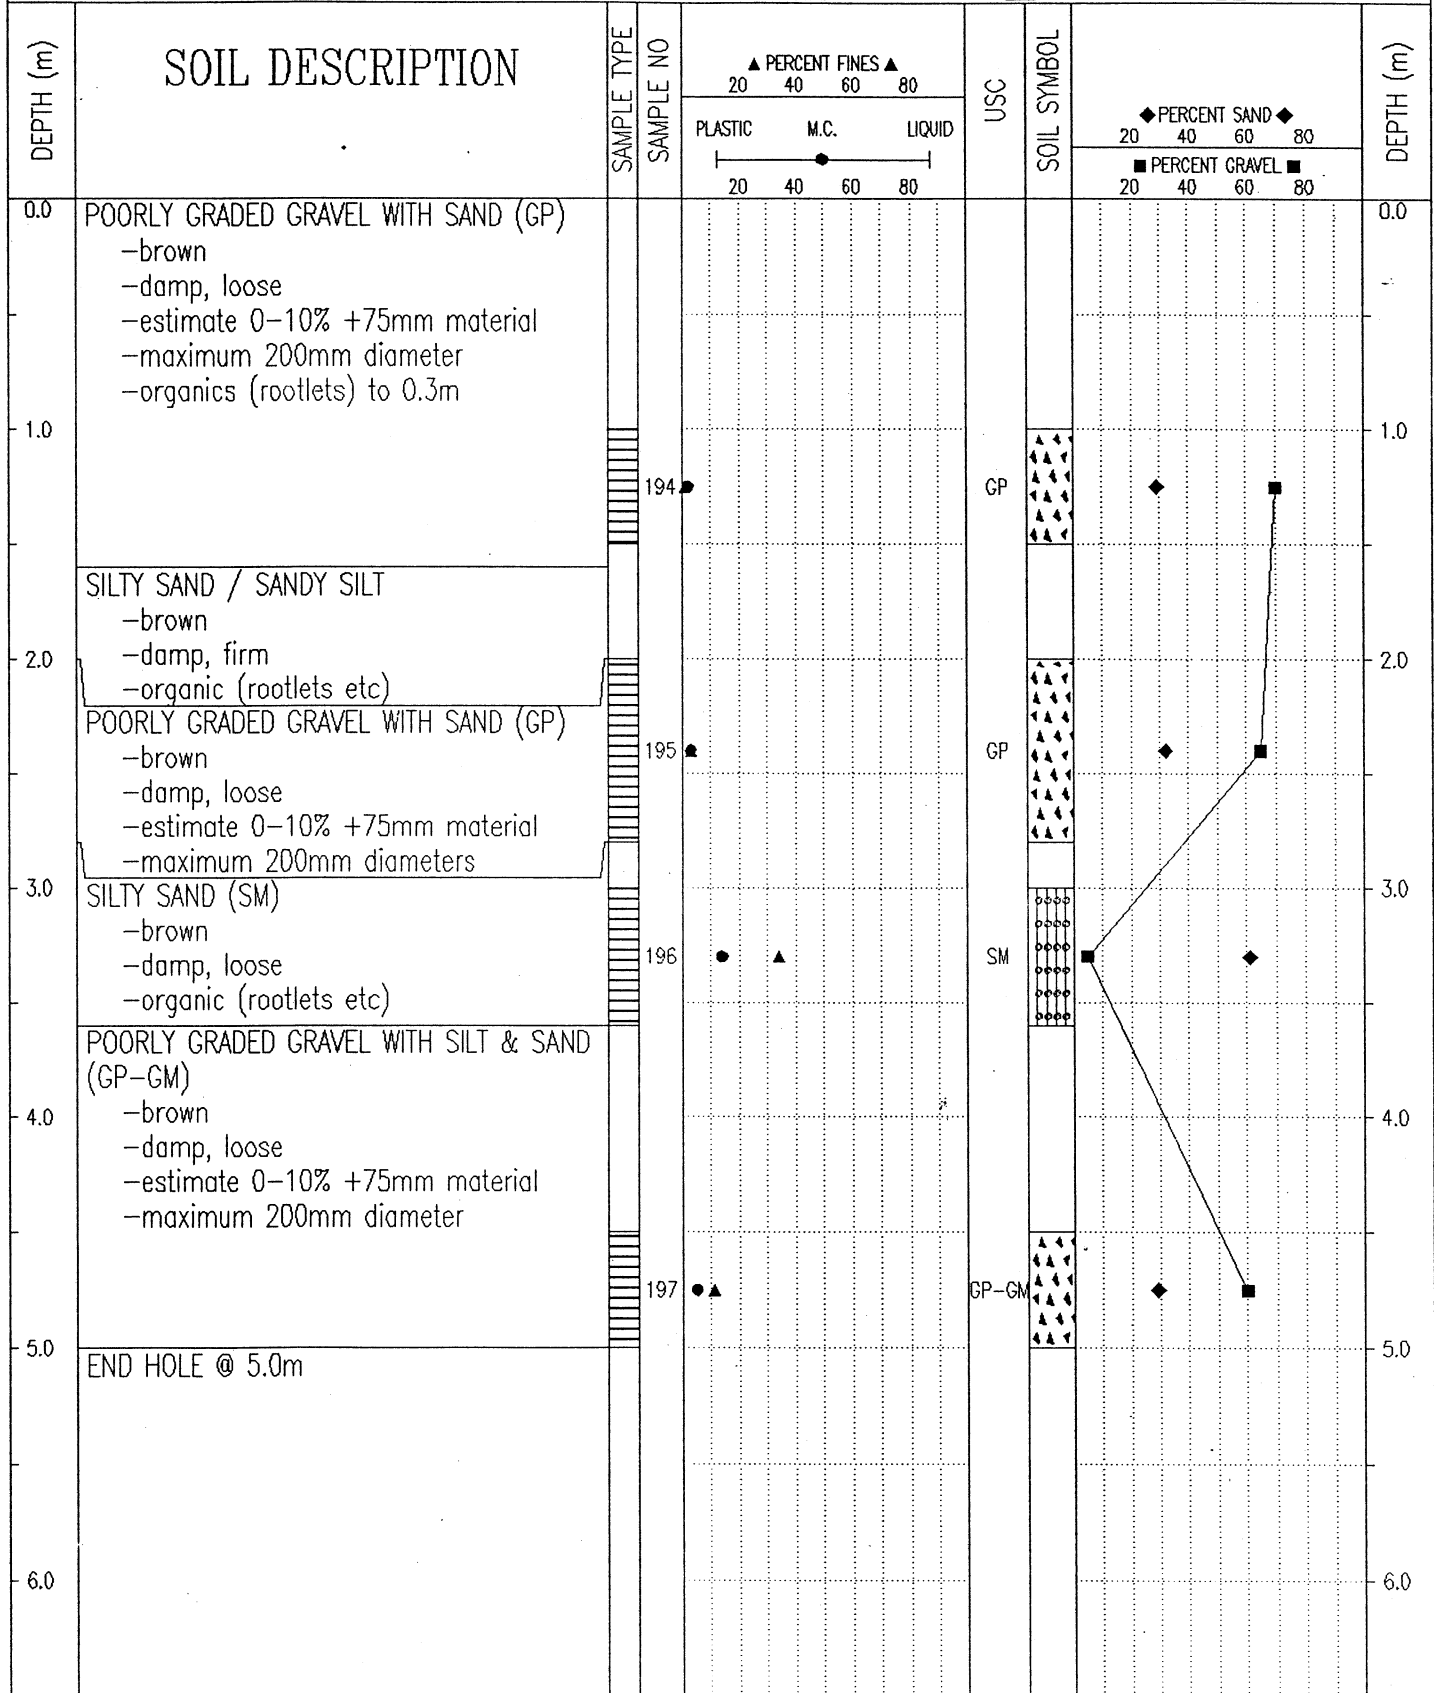 DEPTH (m)
SOIL DESCRIPTION
SAMPLE TYPE
SAMPLE NO
▲ PERCENT FINES ▲
20 40 60 80
PLASTIC M.C. LIQUID
20 40 60 80
USC
SOIL SYMBOL
◆PERCENT SAND◆
20 40 60 80
■ PERCENT GRAVEL ■
20 40 60 80
DEPTH (m)
0.0 POORLY GRADED GRAVEL WITH SAND (GP) 0.0
-brown
-damp, loose
-estimate 0-10% +75mm material
-maximum 200mm diameter
-organics (rootlets) to 0.3m
1.0 1.0
194 GP
SILTY SAND / SANDY SILT
-brown
2.0 -damp, firm 2.0
-organic (rootlets etc)
POORLY GRADED GRAVEL WITH SAND (GP)
-brown 195 GP
-damp, loose
-estimate 0-10% +75mm material
-maximum 200mm diameters
3.0 SILTY SAND (SM) 3.0
-brown
-damp, loose 196 SM
-organic (rootlets etc)
POORLY GRADED GRAVEL WITH SILT & SAND
(GP-GM)
4.0 -brown 4.0
-damp, loose
-estimate 0-10% +75mm material
-maximum 200mm diameter
197 GP-GM
5.0 END HOLE @ 5.0m 5.0
6.0 6.0